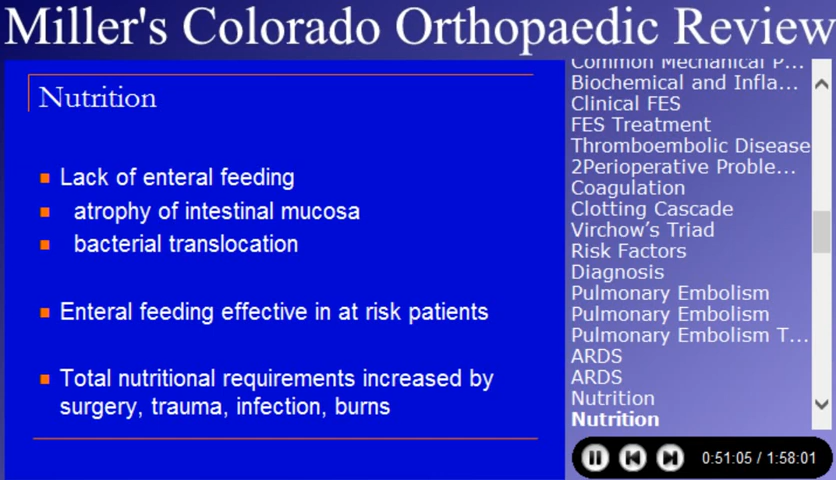 Miller's Colorado Orthopaedic Review
Nutrition
Lack of enteral feeding
atrophy of intestinal mucosa
bacterial translocation
Enteral feeding effective in at risk patients
Total nutritional requirements increased by
surgery, trauma, infection, burns
Common Mechanical P...
Biochemical and Infla...
Clinical FES
FES Treatment
Thromboembolic Disease
2Perioperative Proble...
Coagulation
Clotting Cascade
Virchow’s Triad
Risk Factors
Diagnosis
Pulmonary Embolism
Pulmonary Embolism
Pulmonary Embolism T...
ARDS
ARDS
Nutrition
Nutrition
0:51:05 / 1:58:01